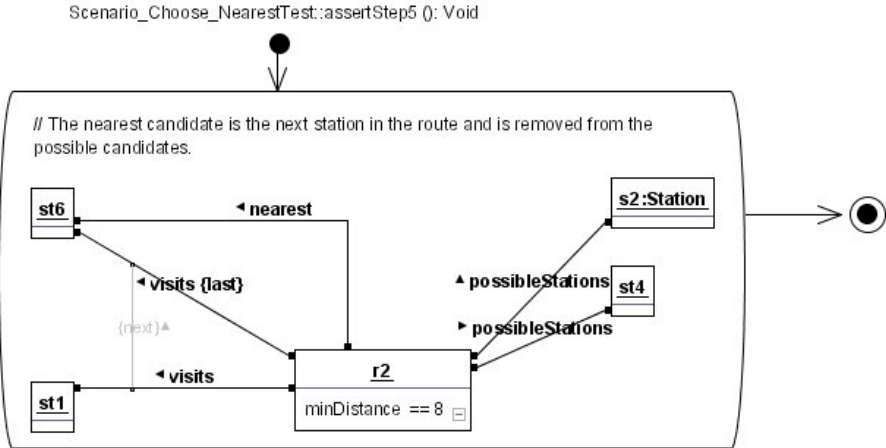 Scenario_Choose_NearestTest::assertStep5 (): Void
// The nearest candidate is the next station in the route and is removed from the
possible candidates.
st6
◄ nearest
s2:Station
◄ visits {last}
▲ possibleStations
st4
{next}▲
► possibleStations
◄ visits
r2
st1
minDistance == 8